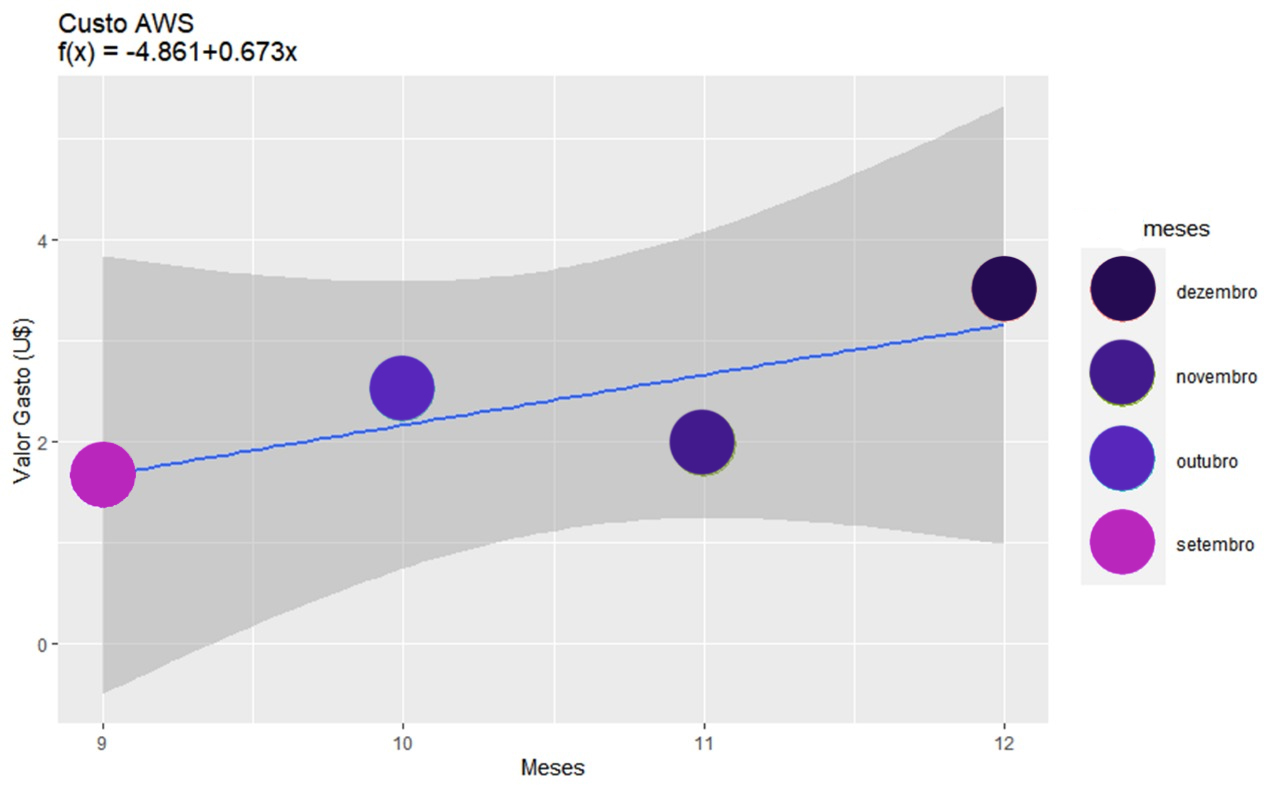 Custo AWS
f(x) = -4.861+0.673x
Valor Gasto (U$)
4
2
0
9
10
11
12
Meses
meses
dezembro
novembro
outubro
setembro